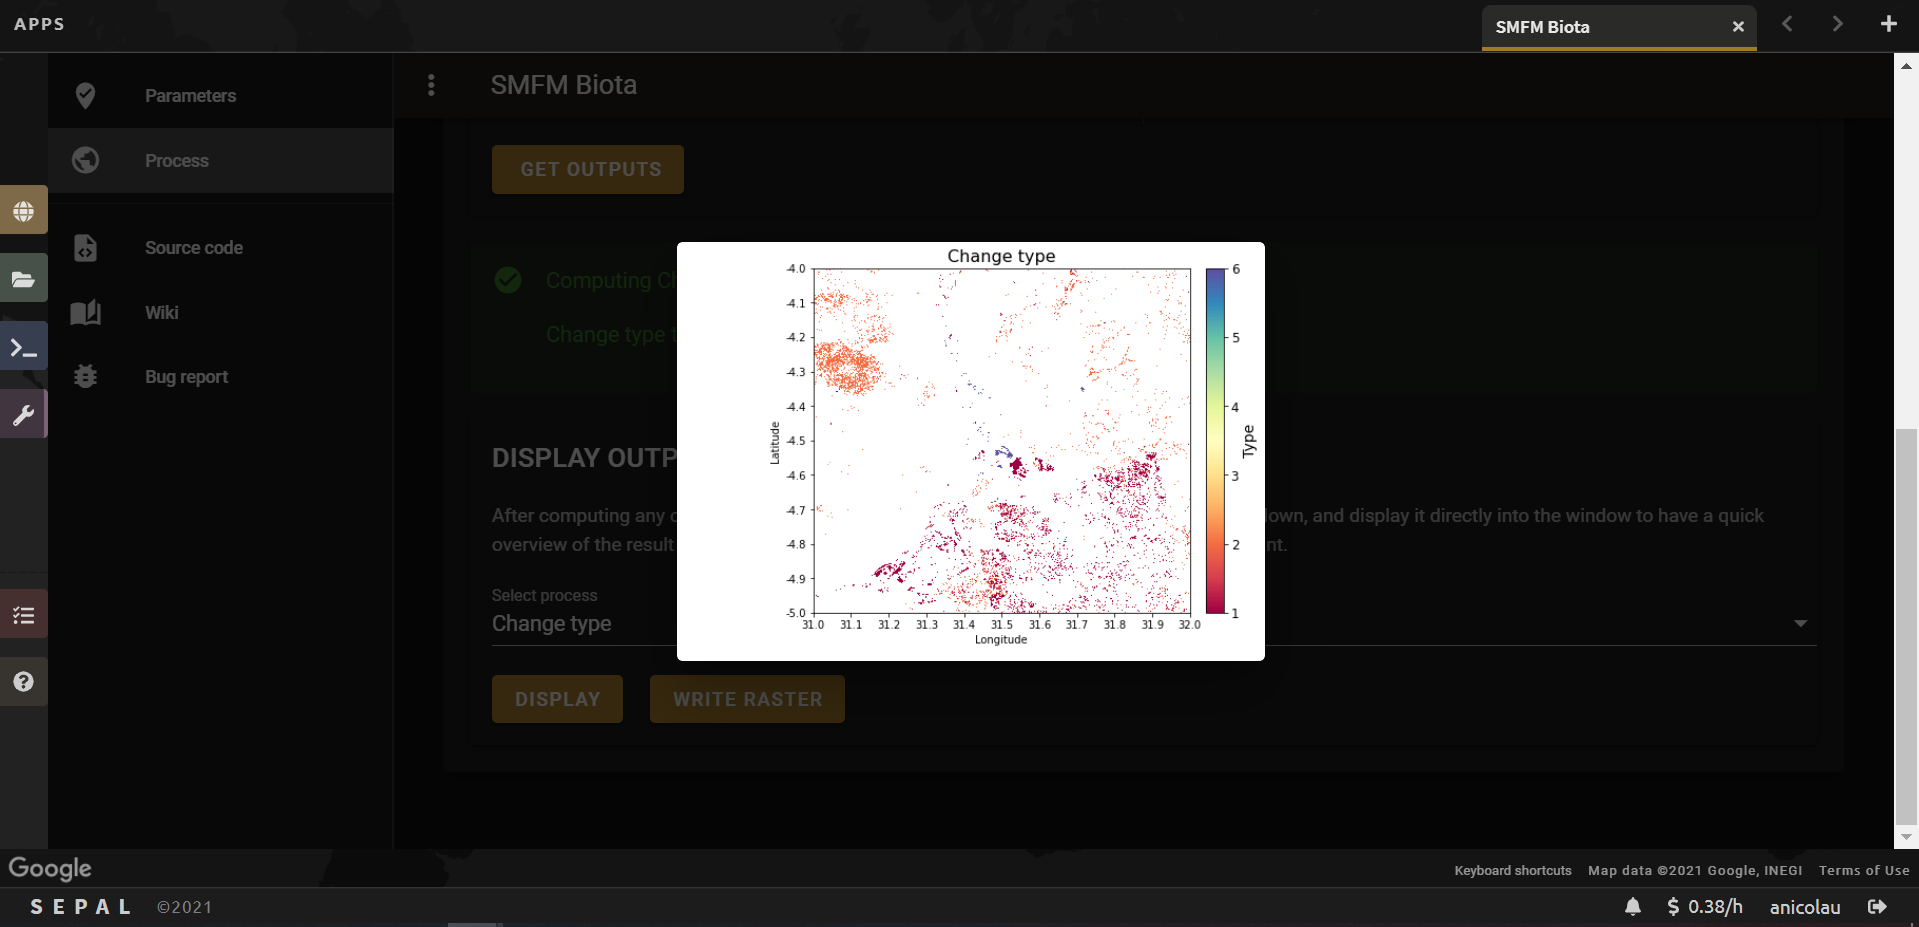 APPS
SMFM Biota
Parameters
SMFM Biota
Process
GET OUTPUTS
Source code
Wiki
Bug report
Computing Ch
Change type t
Change type
-4.0
-4.1
-4.2
-4.3
-4.4
-4.5
-4.6
-4.7
-4.8
-4.9
-5.0
Latitude
31.0 31.1 31.2 31.3 31.4 31.5 31.6 31.7 31.8 31.9 32.0
Longitude
6
5
4
3
2
1
Type
DISPLAY OUTP
After computing any own, and display it directly into the window to have a quick
overview of the result nt.
Select process
Change type
DISPLAY WRITE RASTER
Google
Keyboard shortcuts Map data ©2021 Google, INEGI Terms of Use
SEPAL ©2021
$ 0.38/h anicolau